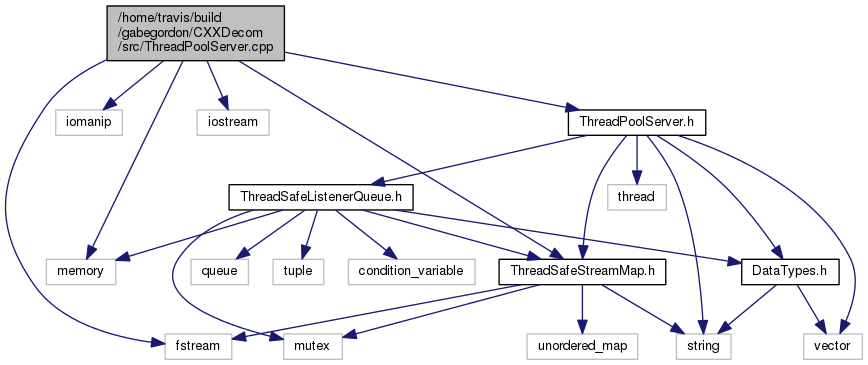 /home/travis/build
/gabegordon/CXXDecom
/src/ThreadPoolServer.cpp
iomanip
iostream
ThreadPoolServer.h
ThreadSafeListenerQueue.h
thread
memory
queue
tuple
condition_variable
ThreadSafeStreamMap.h
DataTypes.h
fstream
mutex
unordered_map
string
vector